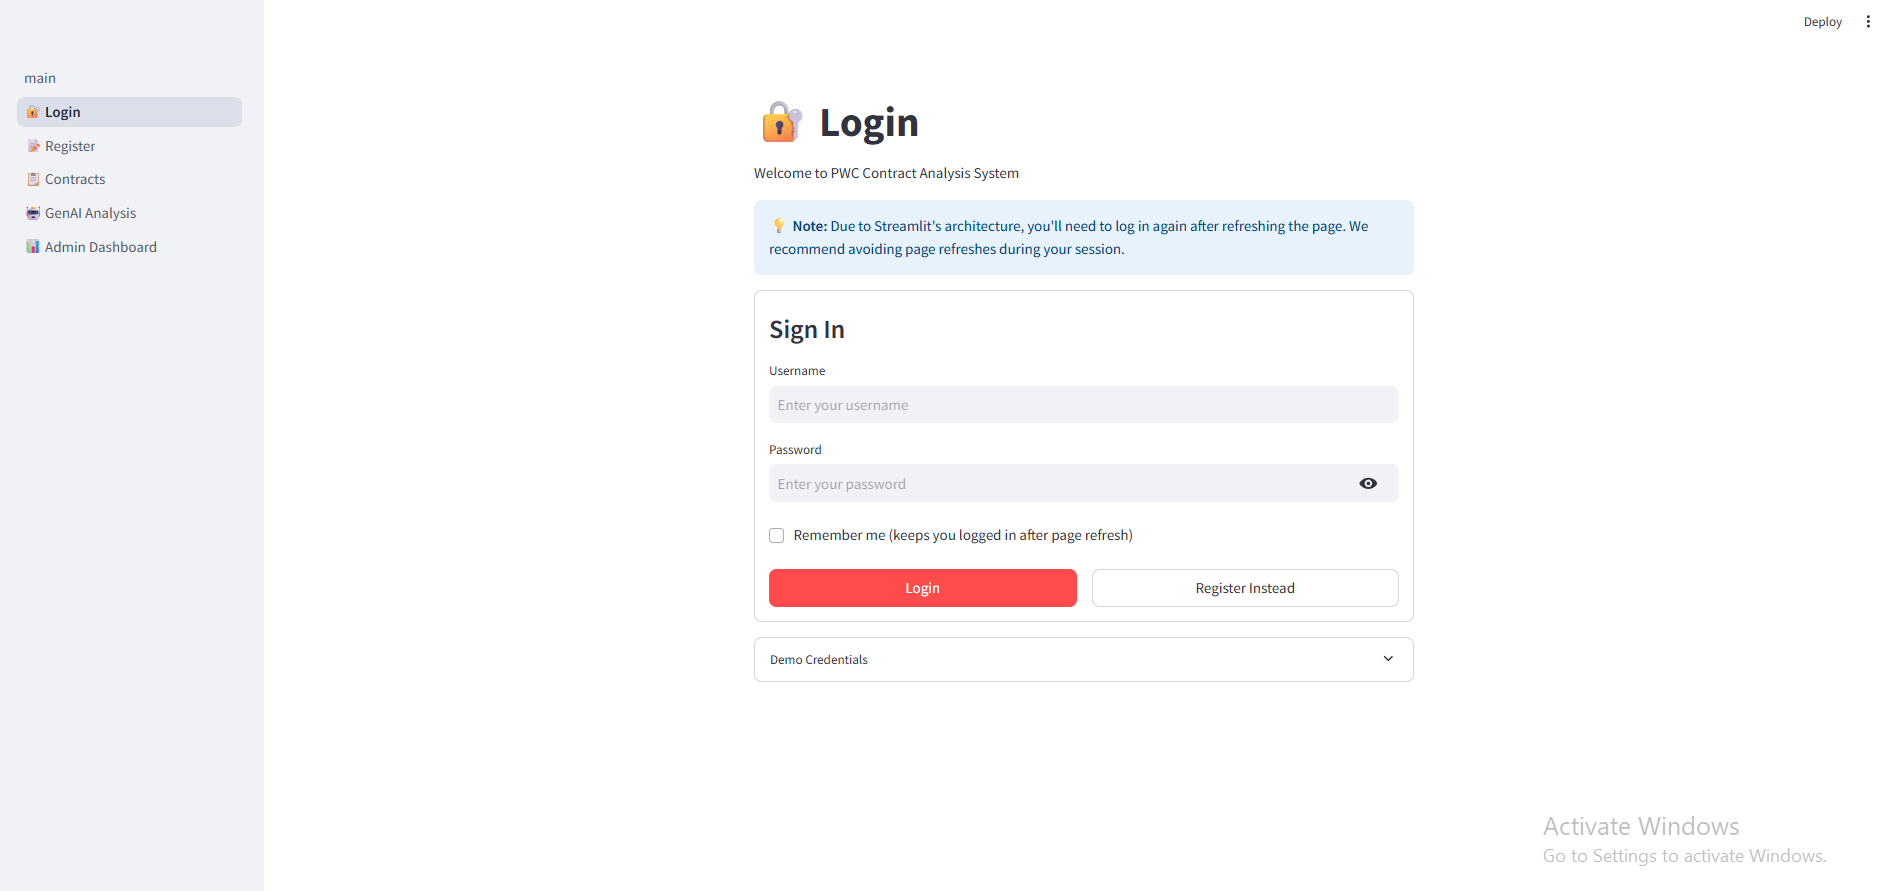 Deploy
main
Login
Register
Contracts
GenAI Analysis
Admin Dashboard
Login
Welcome to PWC Contract Analysis System
Note: Due to Streamlit's architecture, you'll need to log in again after refreshing the page. We
recommend avoiding page refreshes during your session.
Sign In
Username
Enter your username
Password
Enter your password
Remember me (keeps you logged in after page refresh)
Login
Register Instead
Demo Credentials
Activate Windows
Go to Settings to activate Windows.